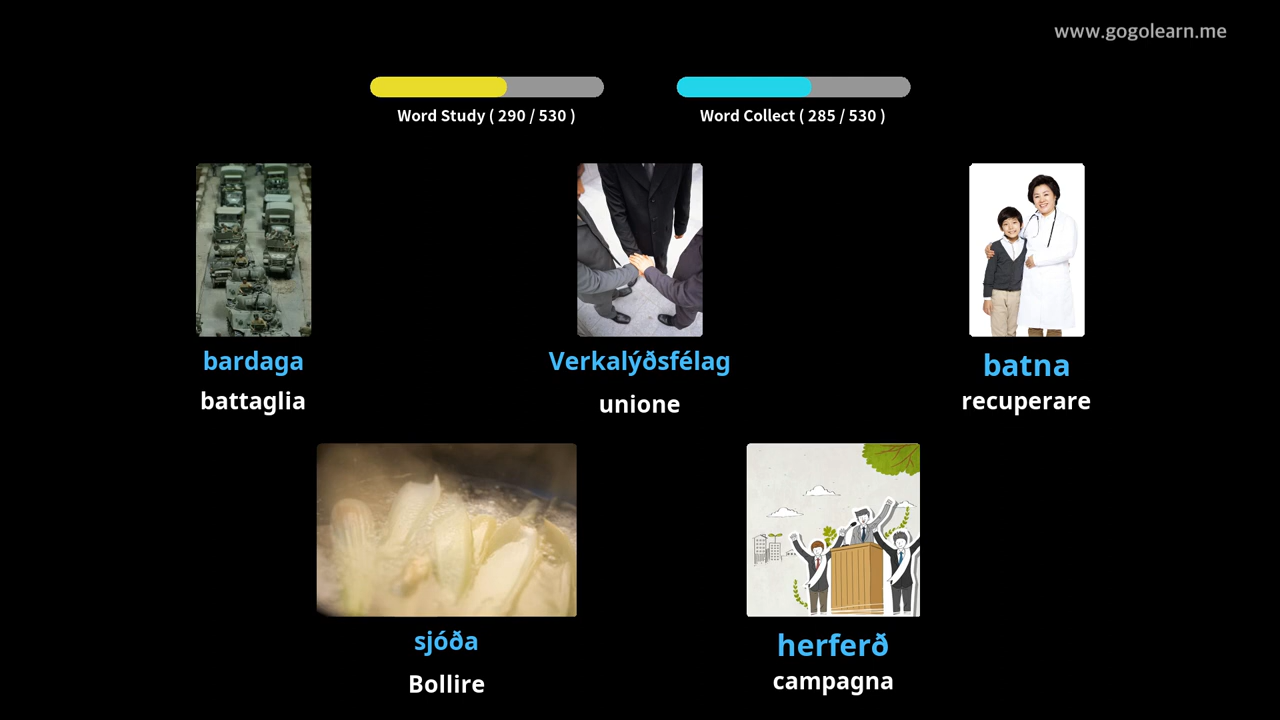 www.gogolearn.me
Word Study ( 290 / 530 )
Word Collect ( 285 / 530 )
bardaga
battaglia
Verkalýðsfélag
unione
batna
recuperare
sjóða
Bollire
herferð
campagna